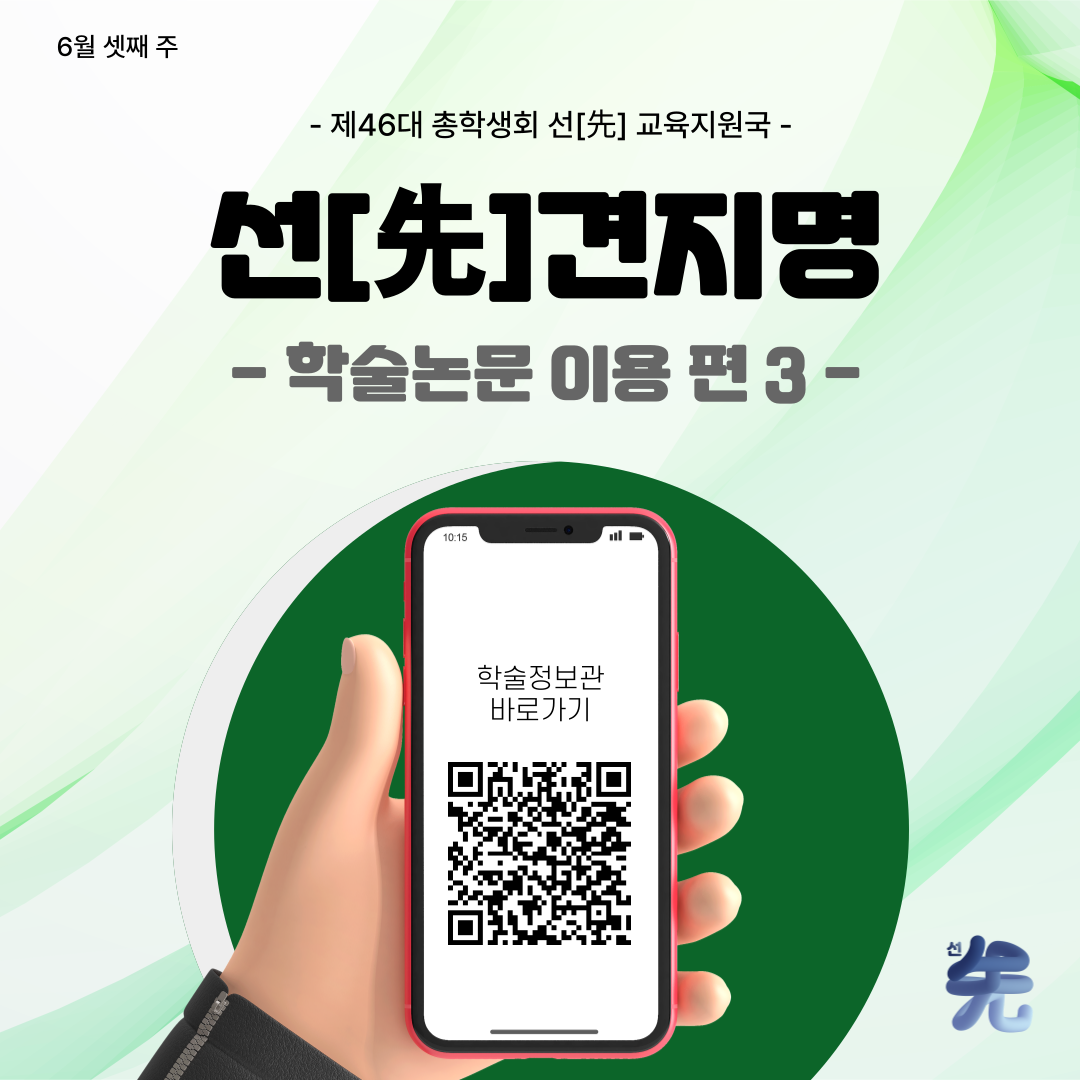 6월 셋째 주
- 제46대 총학생회 선[先] 교육지원국 -
선[先]견지명
- 학술논문 이용 편 3 -
10:15
학술정보관
바로가기
선
先